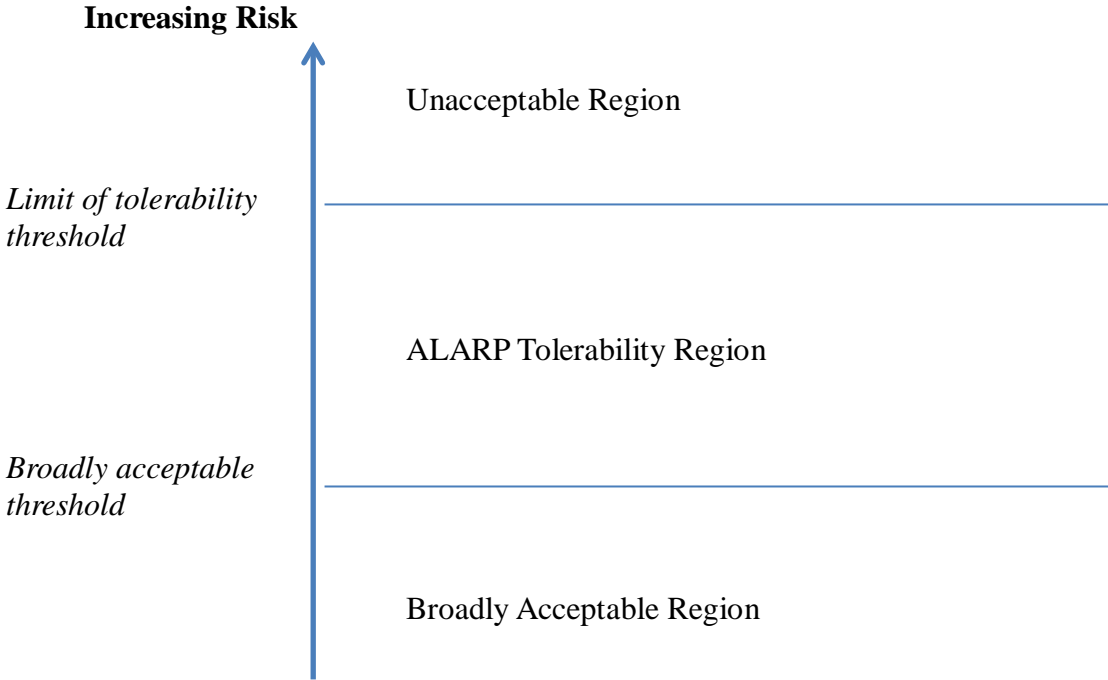 Increasing Risk
Unacceptable Region
Limit of tolerability
threshold
ALARP Tolerability Region
Broadly acceptable
threshold
Broadly Acceptable Region